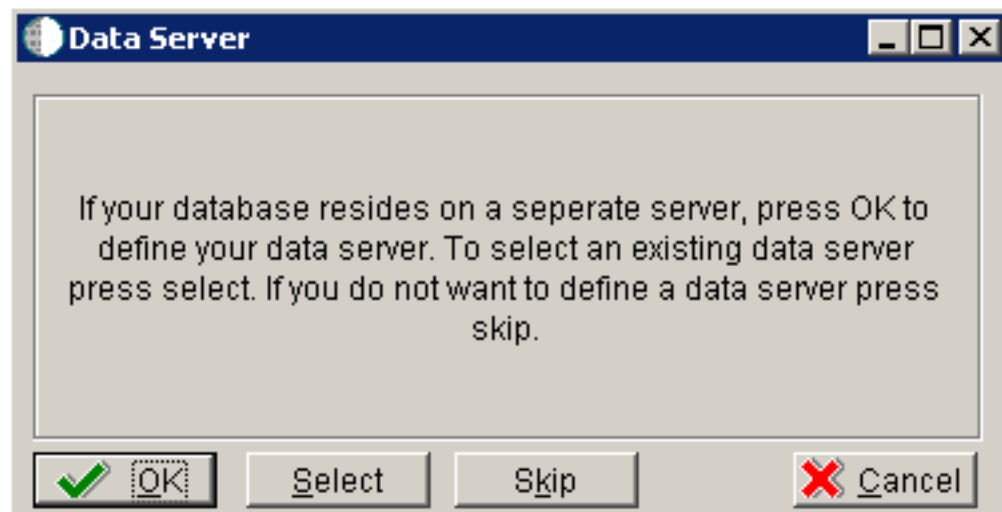 Data Server
If your database resides on a seperate server, press OK to
define your data server. To select an existing data server
press select. If you do not want to define a data server press
skip.
OK
Select
Skip
Cancel